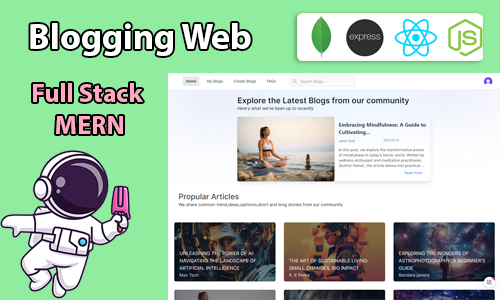 Blogging Web
express
Full Stack
MERN
Home
My Blogs
Create Blogs
FAQs
Search Blogs ...
Explore the Latest Blogs from our community
Here's what we've been up to recently
Embracing Mindfulness: A Guide to
Cultivating...
Jane Doe
In this post, we explore the transformative power
of mindfulness in today's hectic world. Written by
wellness enthusiast and meditation practitioner,
[Author Name], the article delves into practical ...
Read more
Propular Articles
We share common trend,ideas,opinions,short and long stories from our community
UNLEASHING THE POWER OF AI:
NAVIGATING THE LANDSCAPE OF
ARTIFICIAL INTELLIGENCE
Max Tech
THE ART OF SUSTAINABLE LIVING:
SMALL CHANGES, BIG IMPACT
K. K Perera
EXPLORING THE WONDERS OF
ASTROPHOTOGRAPHY: A BEGINNER'S
GUIDE
Bandara perera